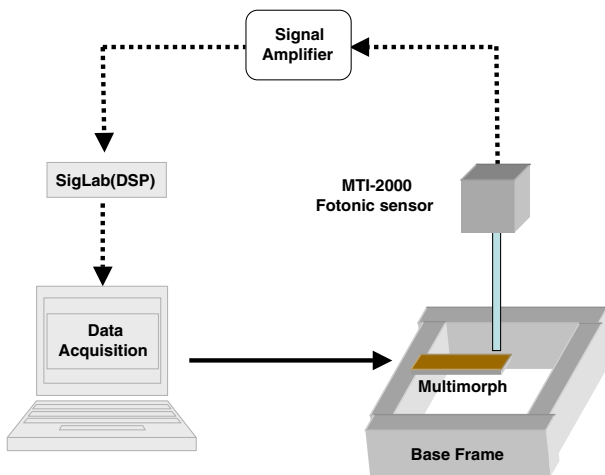 Signal
Amplifier
SigLab(DSP)
MTI-2000
Fotonic sensor
Data
Acquisition
Multimorph
Base Frame